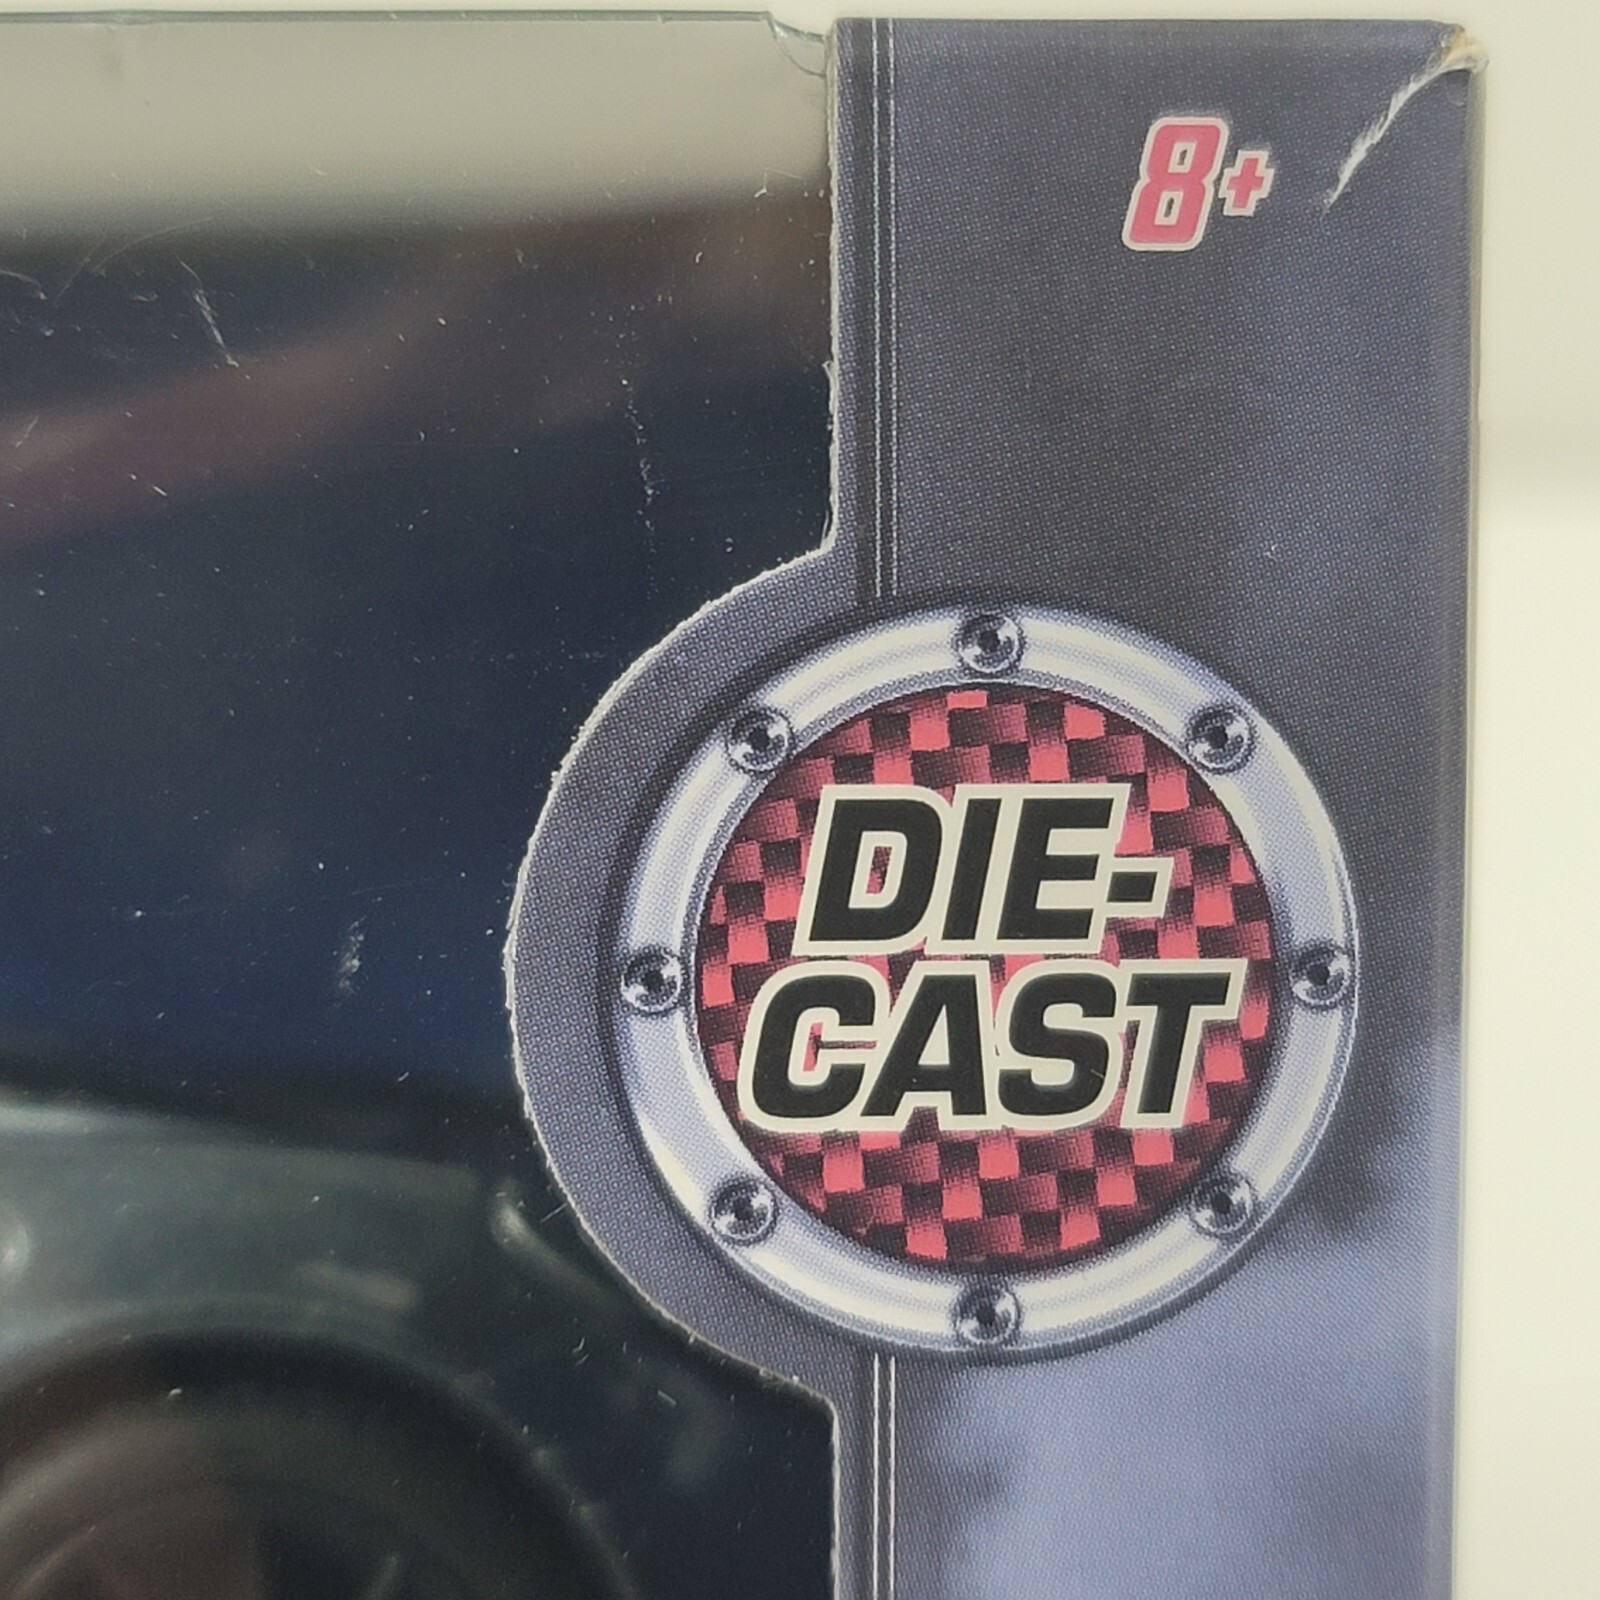 8+
DIE-
CAST